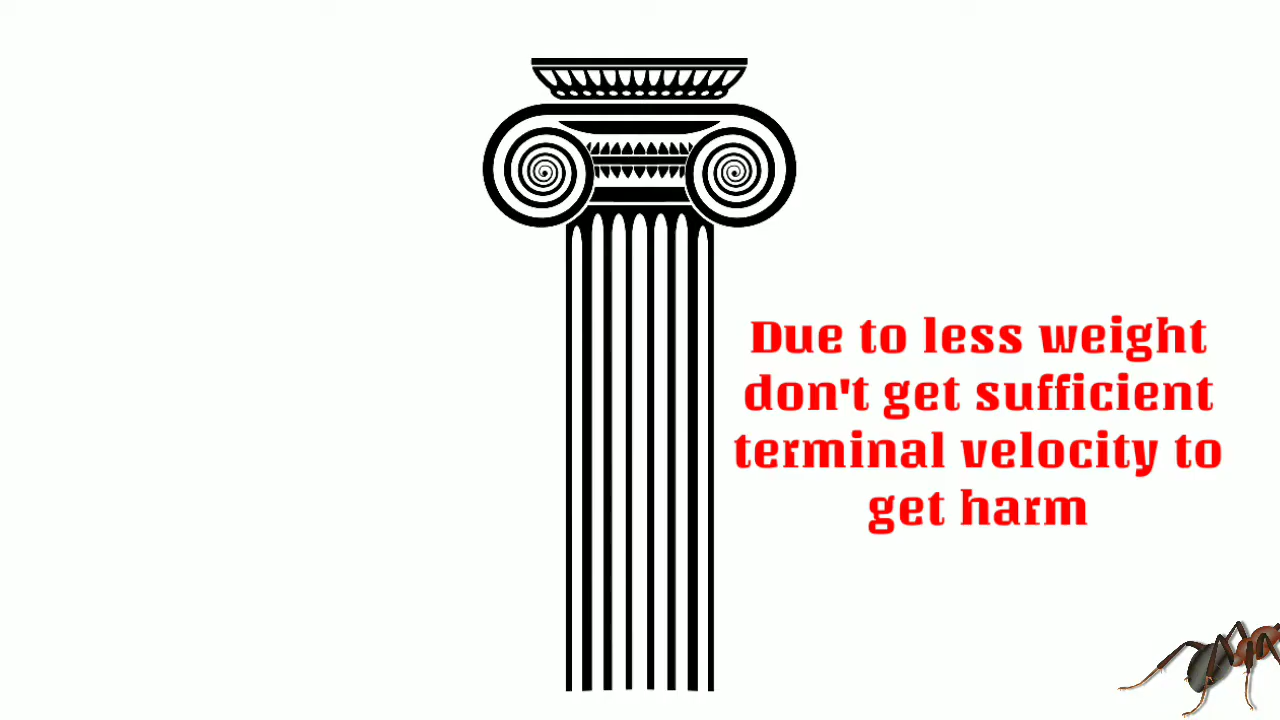 Due to less weight
don't get sufficient
terminal velocity to
get harm